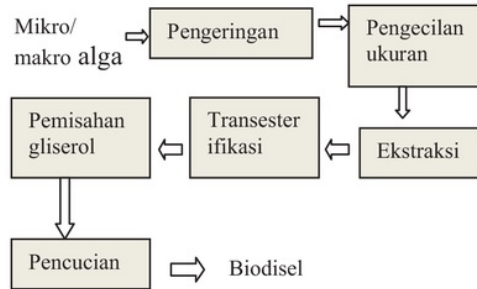 Mikro/
makro alga
Pengeringan
Pengecilan
ukuran
Ekstraksi
Transester
ifikasi
Pemisahan
gliserol
Pencucian
Biodisel